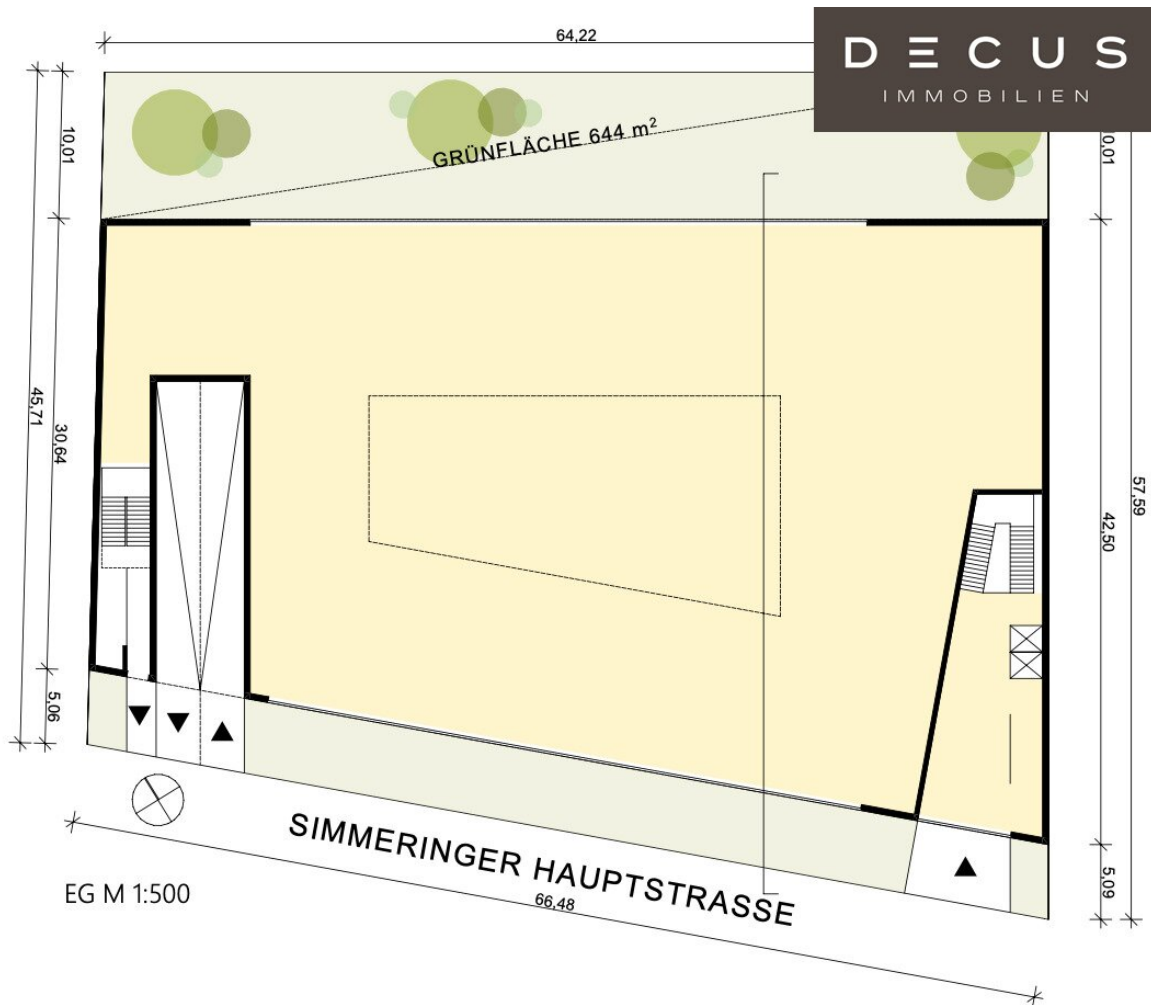 64,22
DECUS
IMMOBILIEN
10,01
GRÜNFLÄCHE 644 m²
10,01
45,71
30,64
57,59
42,50
5,06
SIMMERINGER HAUPTSTRASSE
5,09
EG M 1:500
66,48